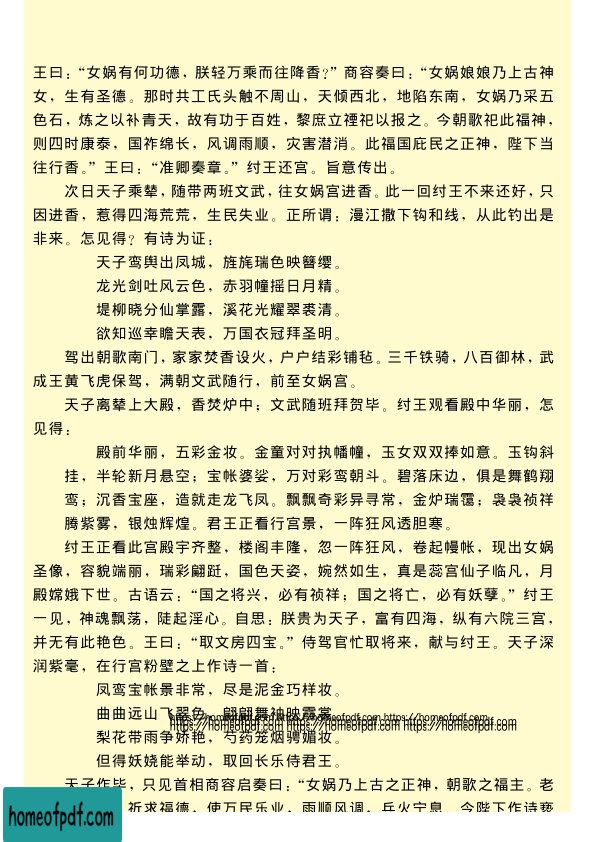 王曰：“女娲有何功德，朕轻万乘而往降香？”商容奏曰：“女娲娘娘乃上古神
女，生有圣德。那时共工氏头触不周山，天倾西北，地陷东南，女娲乃采五
色石，炼之以补青天，故有功于百姓，黎庶立禋祀以报之。今朝歌祀此福神，
则四时康泰，国祚绵长，风调雨顺，灾害潜消。此福国庇民之正神，陛下当
往行香。”王曰：“准卿奏章。”纣王还宫。旨意传出。
次日天子乘辇，随带两班文武，往女娲宫进香。此一回纣王不来还好，只
因进香，惹得四海荒荒，生民失业。正所谓：漫江撒下钩和线，从此钓出是
非来。怎见得？有诗为证：
天子鸾舆出凤城，旌旄瑞色映簪缨。
龙光剑吐风云色，赤羽幢摇日月精。
堤柳晓分仙掌露，溪花光耀翠裘清。
欲知巡幸瞻天表，万国衣冠拜圣明。
驾出朝歌南门，家家焚香设火，户户结彩铺毡。三千铁骑，八百御林，武
成王黄飞虎保驾，满朝文武随行，前至女娲宫。
天子离辇上大殿，香焚炉中；文武随班拜贺毕。纣王观看殿中华丽，怎
见得：
殿前华丽，五彩金妆。金童对对执幡幢，玉女双双捧如意。玉钩斜
挂，半轮新月悬空；宝帐婆娑，万对彩鸾朝斗。碧落床边，俱是舞鹤翔
鸾；沉香宝座，造就走龙飞凤。飘飘奇彩异寻常，金炉瑞霭；袅袅祯祥
腾紫雾，银烛辉煌。君王正看行宫景，一阵狂风透胆寒。
纣王正看此宫殿宇齐整，楼阁丰隆，忽一阵狂风，卷起幔帐，现出女娲
圣像，容貌端丽，瑞彩翩跹，国色天姿，婉然如生，真是蕊宫仙子临凡，月
殿嫦娥下世。古语云：“国之将兴，必有祯祥；国之将亡，必有妖孽。”纣王
一见，神魂飘荡，陡起淫心。自思：朕贵为天子，富有四海，纵有六院三宫，
并无有此艳色。王曰：“取文房四宝。”侍驾官忙取将来，献与纣王。天子深
润紫毫，在行宫粉壁之上作诗一首：
凤鸾宝帐景非常，尽是泥金巧样妆。
曲曲远山飞翠色，翩翩舞袖映霞裳。
https://homeofpdf.com https://homeofpdf.com https://homeofpdf.com
https://homeofpdf.com https://homeofpdf.com https://homeofpdf.com
梨花带雨争娇艳，芍药笼烟骋媚妆。
但得妖娆能举动，取回长乐侍君王。
天子作毕，只见首相商容启奏曰：“女娲乃上古之正神，朝歌之福主。老
祈求福德，使万民乐业，雨顺风调，兵火宁息。今陛下作诗亵
homeofpdf.com